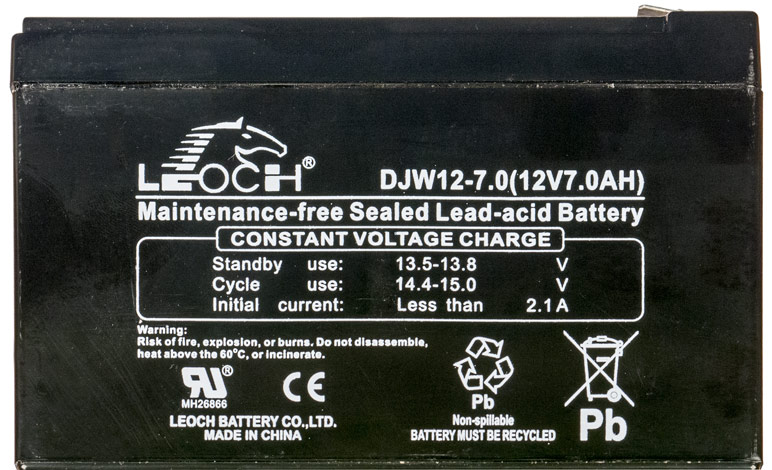 LEOCH®
DJW12-7.0(12V7.0AH)
Maintenance-free Sealed Lead-acid Battery
CONSTANT VOLTAGE CHARGE
Standby use: 13.5-13.8 V
Cycle use: 14.4-15.0 V
Initial current: Less than 2.1A
Warning:
Risk of fire, explosion, or burns. Do not disassemble,
heat above the 60°C, or incinerate.
RU®
MH26866
CE
LEOCH BATTERY CO.,LTD.
MADE IN CHINA
Pb
Non-spillable
BATTERY MUST BE RECYCLED
Pb